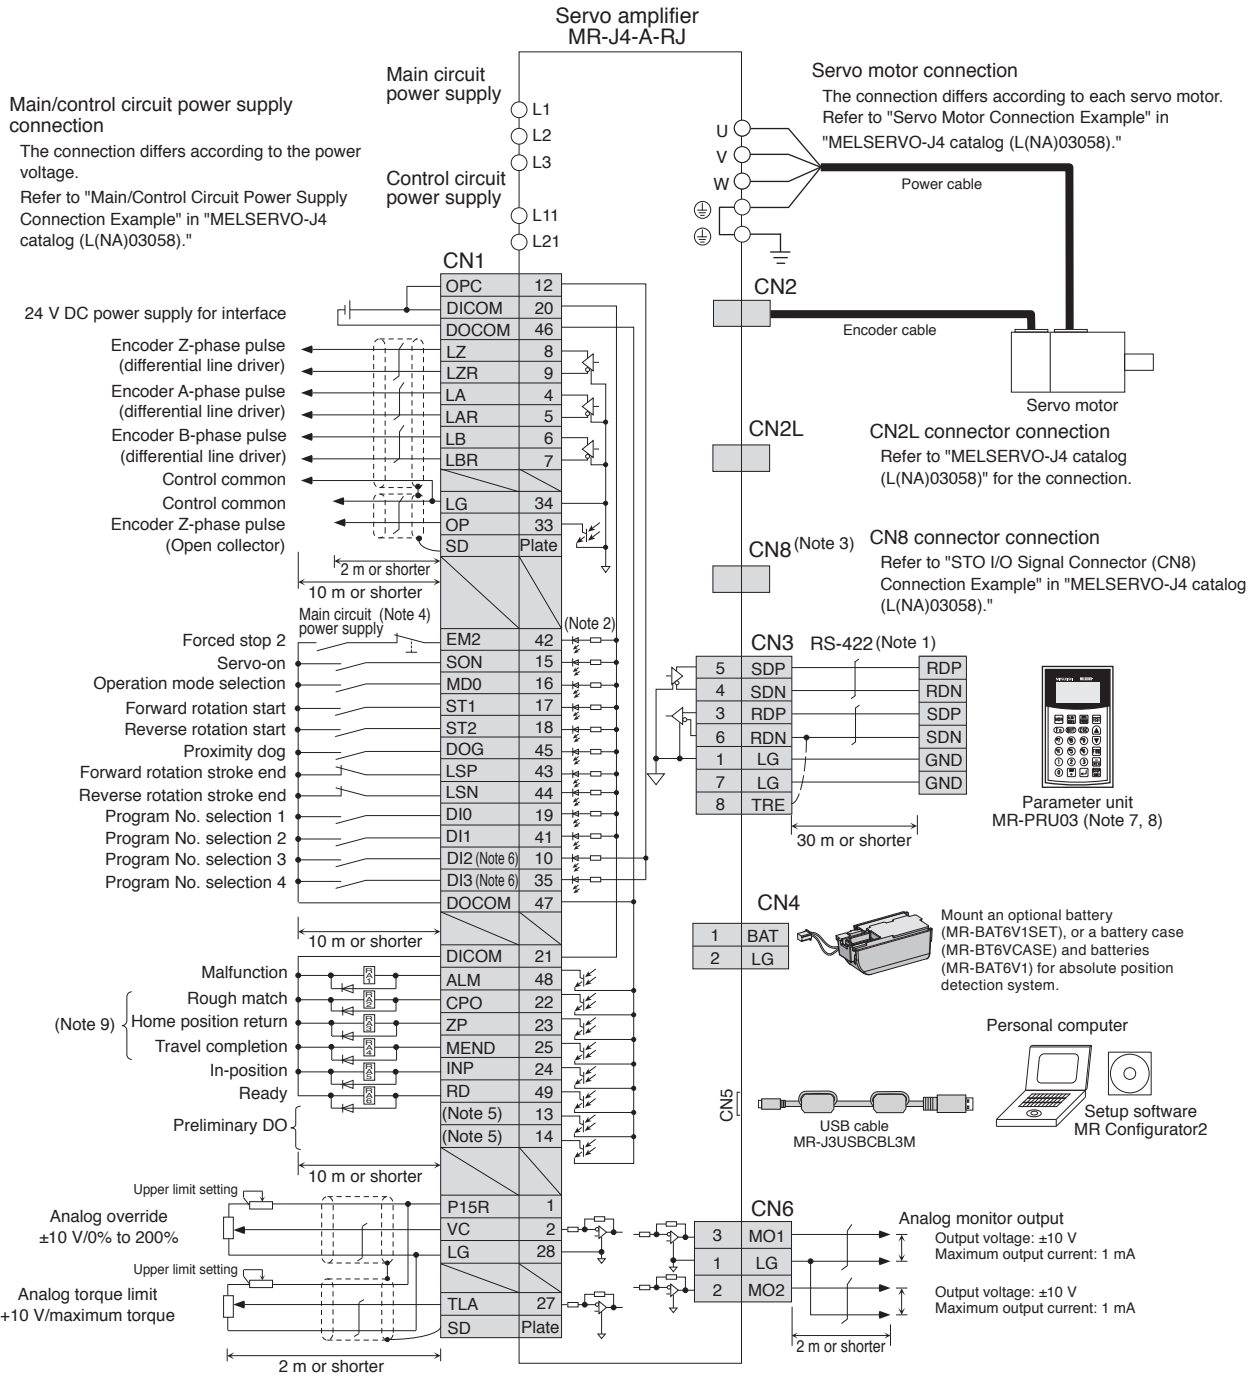 Servo amplifier
MR-J4-A-RJ
Main/control circuit power supply
connection
The connection differs according to the power
voltage.
Refer to "Main/Control Circuit Power Supply
Connection Example" in "MELSERVO-J4
catalog (L(NA)03058)."
Main circuit
power supply
L1
L2
L3
Control circuit
power supply
L11
L21
Servo motor connection
The connection differs according to each servo motor.
Refer to "Servo Motor Connection Example" in
"MELSERVO-J4 catalog (L(NA)03058)."
U
V
W
Power cable
CN2
Encoder cable
Servo motor
CN1
24 V DC power supply for interface
OPC 12
DICOM 20
DOCOM 46
Encoder Z-phase pulse
(differential line driver)
LZ 8
LZR 9
Encoder A-phase pulse
(differential line driver)
LA 4
LAR 5
Encoder B-phase pulse
(differential line driver)
LB 6
LBR 7
Control common
Control common
LG 34
Encoder Z-phase pulse
(Open collector)
OP 33
SD Plate
2 m or shorter
10 m or shorter
Main circuit (Note 4)
power supply
(Note 2)
Forced stop 2 EM2 42
Servo-on SON 15
Operation mode selection MD0 16
Forward rotation start ST1 17
Reverse rotation start ST2 18
Proximity dog DOG 45
Forward rotation stroke end LSP 43
Reverse rotation stroke end LSN 44
Program No. selection 1 DI0 19
Program No. selection 2 DI1 41
Program No. selection 3 DI2 (Note 6) 10
Program No. selection 4 DI3 (Note 6) 35
DOCOM 47
10 m or shorter
DICOM 21
Malfunction RA1 ALM 48
(Note 9)
Rough match RA2 CPO 22
Home position return RA3 ZP 23
Travel completion RA4 MEND 25
In-position RA5 INP 24
Ready RA6 RD 49
Preliminary DO
(Note 5) 13
(Note 5) 14
10 m or shorter
Upper limit setting
Analog override
±10 V/0% to 200%
P15R 1
VC 2
LG 28
Upper limit setting
Analog torque limit
+10 V/maximum torque
TLA 27
SD Plate
2 m or shorter
CN2L
CN2L connector connection
Refer to "MELSERVO-J4 catalog
(L(NA)03058)" for the connection.
CN8 (Note 3)
CN8 connector connection
Refer to "STO I/O Signal Connector (CN8)
Connection Example" in "MELSERVO-J4 catalog
(L(NA)03058)."
CN3 RS-422 (Note 1)
5 SDP RDP
4 SDN RDN
3 RDP SDP
6 RDN SDN
1 LG GND
7 LG GND
8 TRE
30 m or shorter
Parameter unit
MR-PRU03 (Note 7, 8)
CN4
1 BAT
2 LG
Mount an optional battery
(MR-BAT6V1SET), or a battery case
(MR-BT6VCASE) and batteries
(MR-BAT6V1) for absolute position
detection system.
Personal computer
CN5
USB cable
MR-J3USBCBL3M
Setup software
MR Configurator2
CN6
3 MO1
1 LG
2 MO2
Analog monitor output
Output voltage: ±10 V
Maximum output current: 1 mA
Output voltage: ±10 V
Maximum output current: 1 mA
2 m or shorter